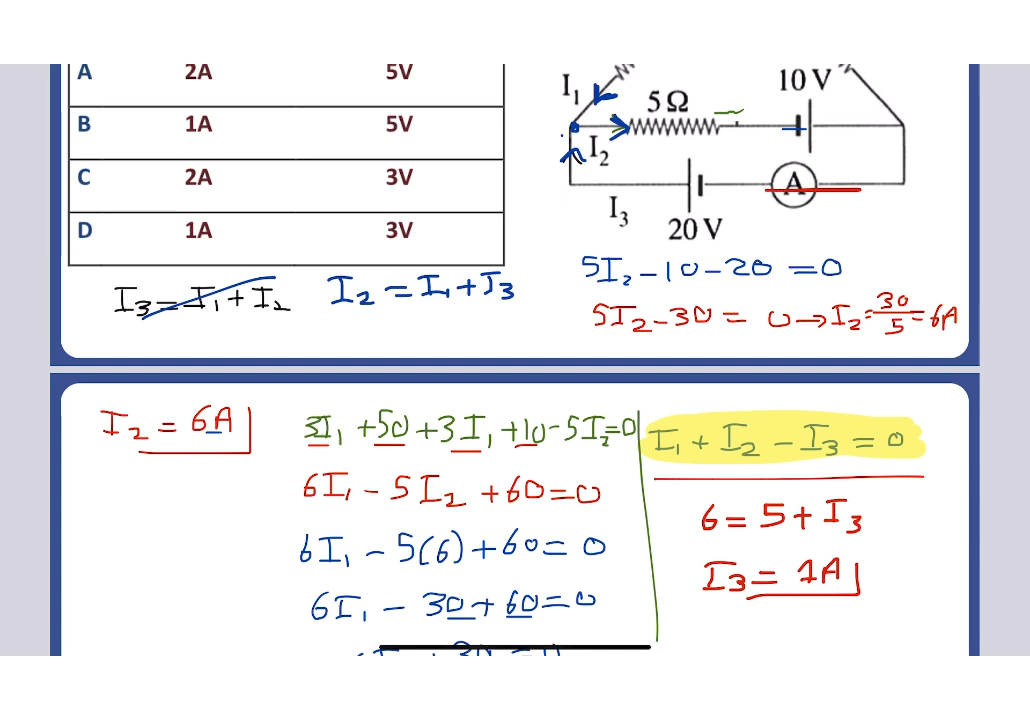 A 2A 5V
B 1A 5V
C 2A 3V
D 1A 3V
I₁
10 V
5 Ω
I₂
A
I₃
20 V
I₃ = I₁ + I₂
I₂ = I₁ + I₃
5I₂ - 10 - 20 = 0
5I₂ - 30 = 0 → I₂ = 30/5 = 6A
I₂ = 6A
3I₁ + 50 + 3I₁ + 10 - 5I₂ = 0
6I₁ - 5I₂ + 60 = 0
6I₁ - 5(6) + 60 = 0
6I₁ - 30 + 60 = 0
I₁ + I₂ - I₃ = 0
6 = 5 + I₃
I₃ = 1A